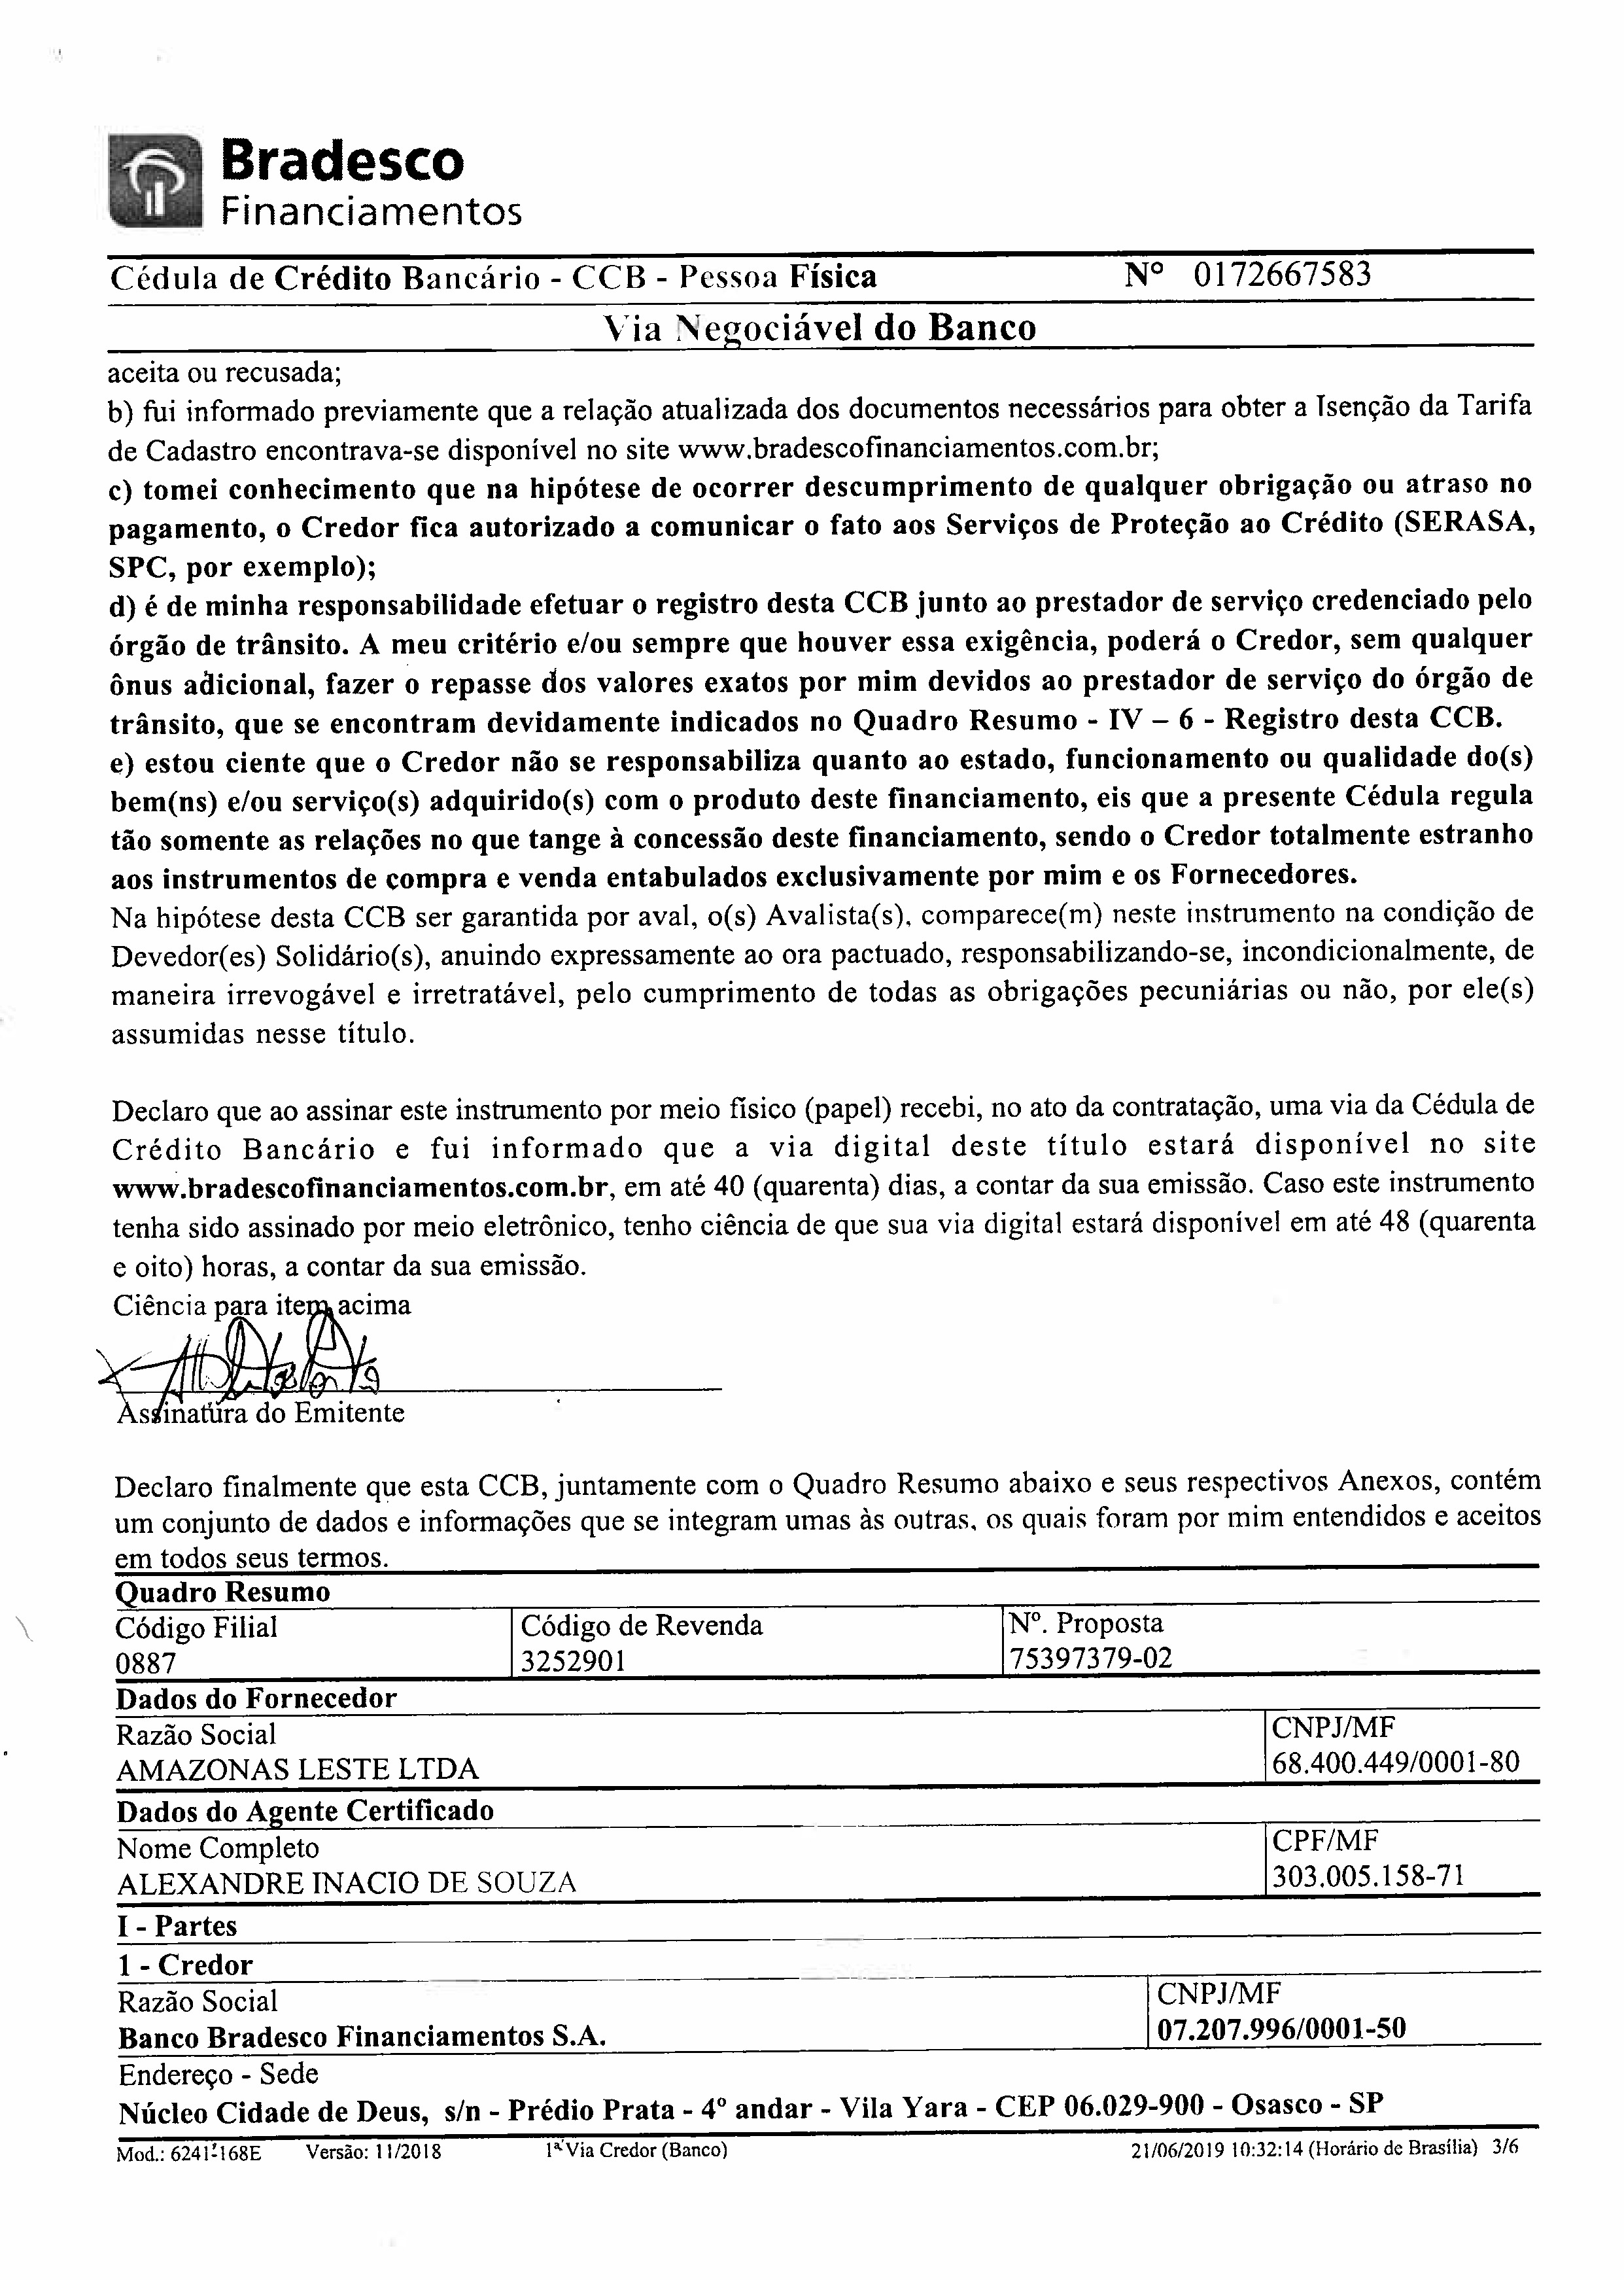 Bradesco
Financiamentos
Cédula de Crédito Bancário - CCB - Pessoa Física Nº 0172667583
Via Negociável do Banco
aceita ou recusada;
b) fui informado previamente que a relação atualizada dos documentos necessários para obter a Isenção da Tarifa
de Cadastro encontrava-se disponível no site www.bradescofinanciamentos.com.br;
c) tomei conhecimento que na hipótese de ocorrer descumprimento de qualquer obrigação ou atraso no
pagamento, o Credor fica autorizado a comunicar o fato aos Serviços de Proteção ao Crédito (SERASA,
SPC, por exemplo);
d) é de minha responsabilidade efetuar o registro desta CCB junto ao prestador de serviço credenciado pelo
órgão de trânsito. A meu critério e/ou sempre que houver essa exigência, poderá o Credor, sem qualquer
ônus adicional, fazer o repasse dos valores exatos por mim devidos ao prestador de serviço do órgão de
trânsito, que se encontram devidamente indicados no Quadro Resumo - IV – 6 - Registro desta CCB.
e) estou ciente que o Credor não se responsabiliza quanto ao estado, funcionamento ou qualidade do(s)
bem(ns) e/ou serviço(s) adquirido(s) com o produto deste financiamento, eis que a presente Cédula regula
tão somente as relações no que tange à concessão deste financiamento, sendo o Credor totalmente estranho
aos instrumentos de compra e venda entabulados exclusivamente por mim e os Fornecedores.
Na hipótese desta CCB ser garantida por aval, o(s) Avalista(s), comparece(m) neste instrumento na condição de
Devedor(es) Solidário(s), anuindo expressamente ao ora pactuado, responsabilizando-se, incondicionalmente, de
maneira irrevogável e irretratável, pelo cumprimento de todas as obrigações pecuniárias ou não, por ele(s)
assumidas nesse título.
Declaro que ao assinar este instrumento por meio físico (papel) recebi, no ato da contratação, uma via da Cédula de
Crédito Bancário e fui informado que a via digital deste título estará disponível no site
www.bradescofinanciamentos.com.br, em até 40 (quarenta) dias, a contar da sua emissão. Caso este instrumento
tenha sido assinado por meio eletrônico, tenho ciência de que sua via digital estará disponível em até 48 (quarenta
e oito) horas, a contar da sua emissão.
Ciência para item acima
Assinatura do Emitente
Declaro finalmente que esta CCB, juntamente com o Quadro Resumo abaixo e seus respectivos Anexos, contém
um conjunto de dados e informações que se integram umas às outras, os quais foram por mim entendidos e aceitos
em todos seus termos.
Quadro Resumo
Código Filial Código de Revenda Nº. Proposta
0887 3252901 75397379-02
Dados do Fornecedor
Razão Social CNPJ/MF
AMAZONAS LESTE LTDA 68.400.449/0001-80
Dados do Agente Certificado
Nome Completo CPF/MF
ALEXANDRE INACIO DE SOUZA 303.005.158-71
I - Partes
1 - Credor
Razão Social CNPJ/MF
Banco Bradesco Financiamentos S.A. 07.207.996/0001-50
Endereço - Sede
Núcleo Cidade de Deus, s/n - Prédio Prata - 4º andar - Vila Yara - CEP 06.029-900 - Osasco - SP
Mod.: 6241-168E Versão: 11/2018 1ª Via Credor (Banco) 21/06/2019 10:32:14 (Horário de Brasília) 3/6